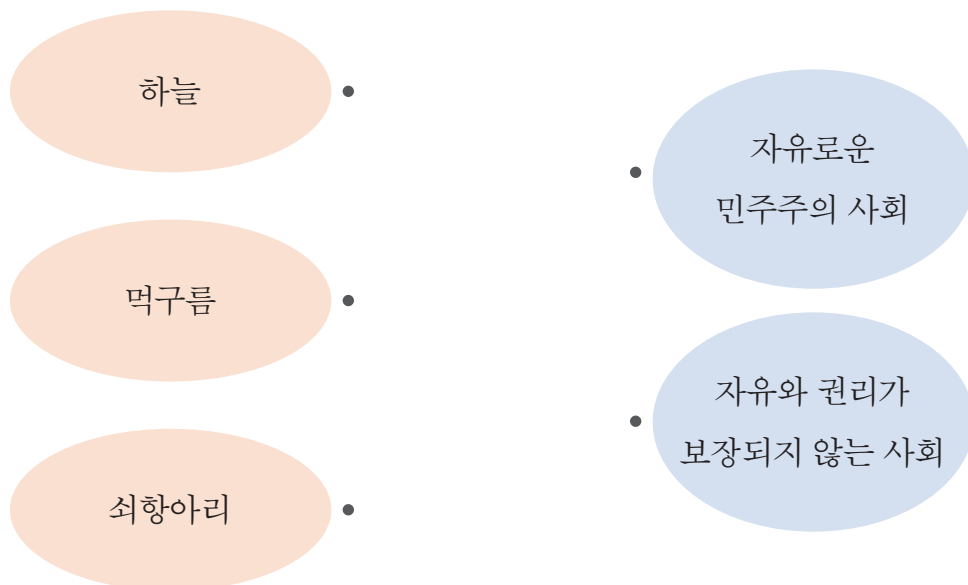 하늘
먹구름
쇠항아리
자유로운
민주주의 사회
자유와 권리가
보장되지 않는 사회